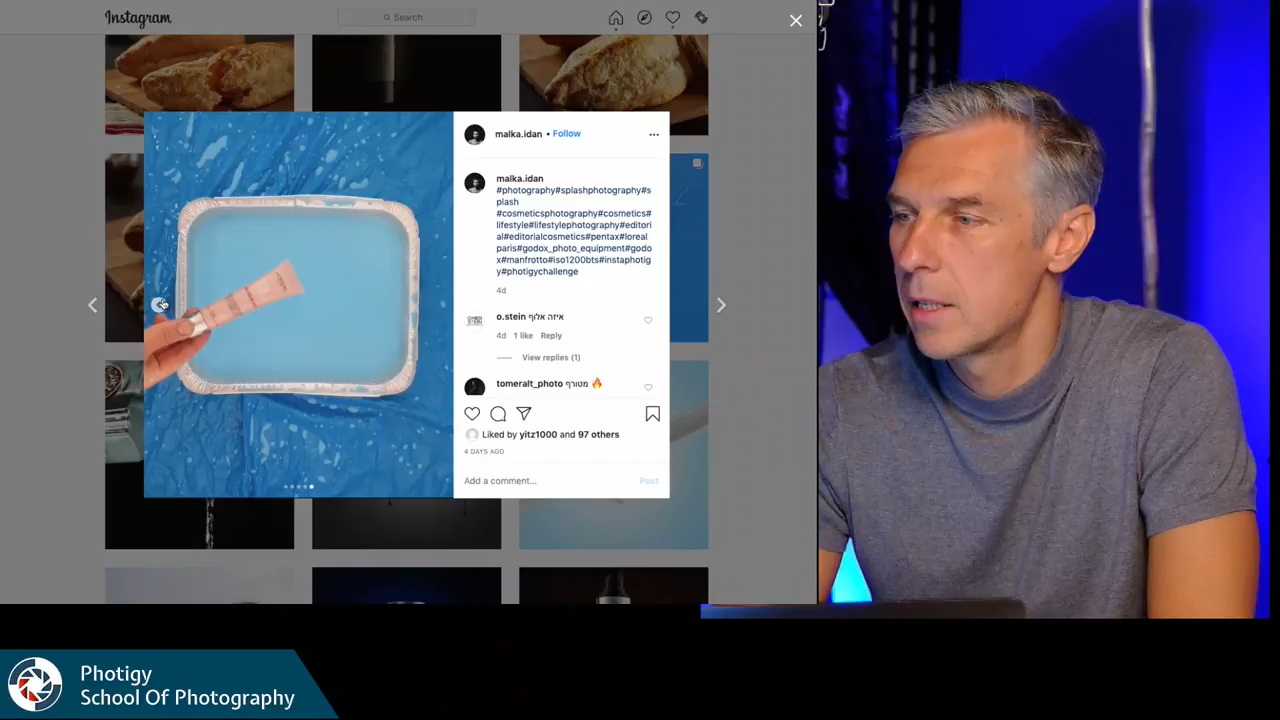 Instagram
Search
malka.idan • Follow
malka.idan
#photography#splashphotography#s
plash
#cosmeticsphotography#cosmetics#
lifestyle#lifestylephotography#editori
al#editorialcosmetics#pentax#loreal
paris#godox_photo_equipment#godo
x#manfrotto#iso1200bts#instaphotig
y#photigychallenge
4d
o.stein איזה אלוף
4d 1 like Reply
View replies (1)
tomeralt_photo מטורף 🔥
Liked by yitz1000 and 97 others
4 DAYS AGO
Add a comment... Post
Photigy
School Of Photography